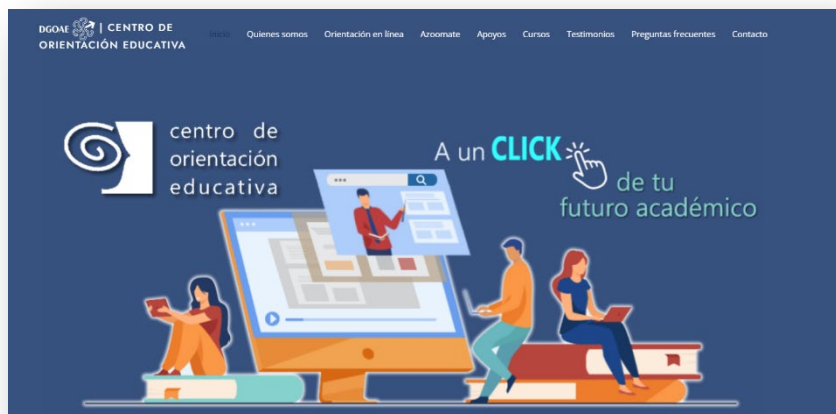 DGOAE | CENTRO DE
ORIENTACIÓN EDUCATIVA
Inicio Quienes somos Orientación en línea Azoomate Apoyos Cursos Testimonios Preguntas frecuentes Contacto
centro de
orientación
educativa
A un CLICK
de tu
futuro académico